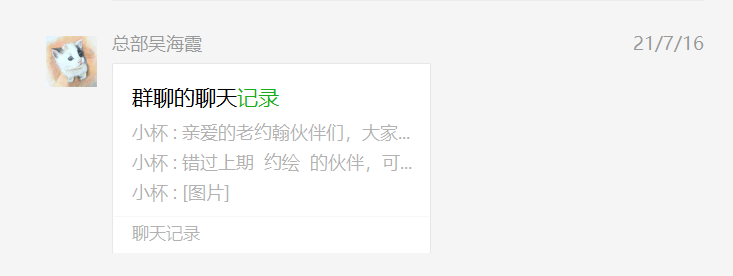 总部吴海霞
21/7/16
群聊的聊天记录
小杯 : 亲爱的老约翰伙伴们，大家...
小杯 : 错过上期  约绘  的伙伴，可...
小杯 : [图片]
聊天记录